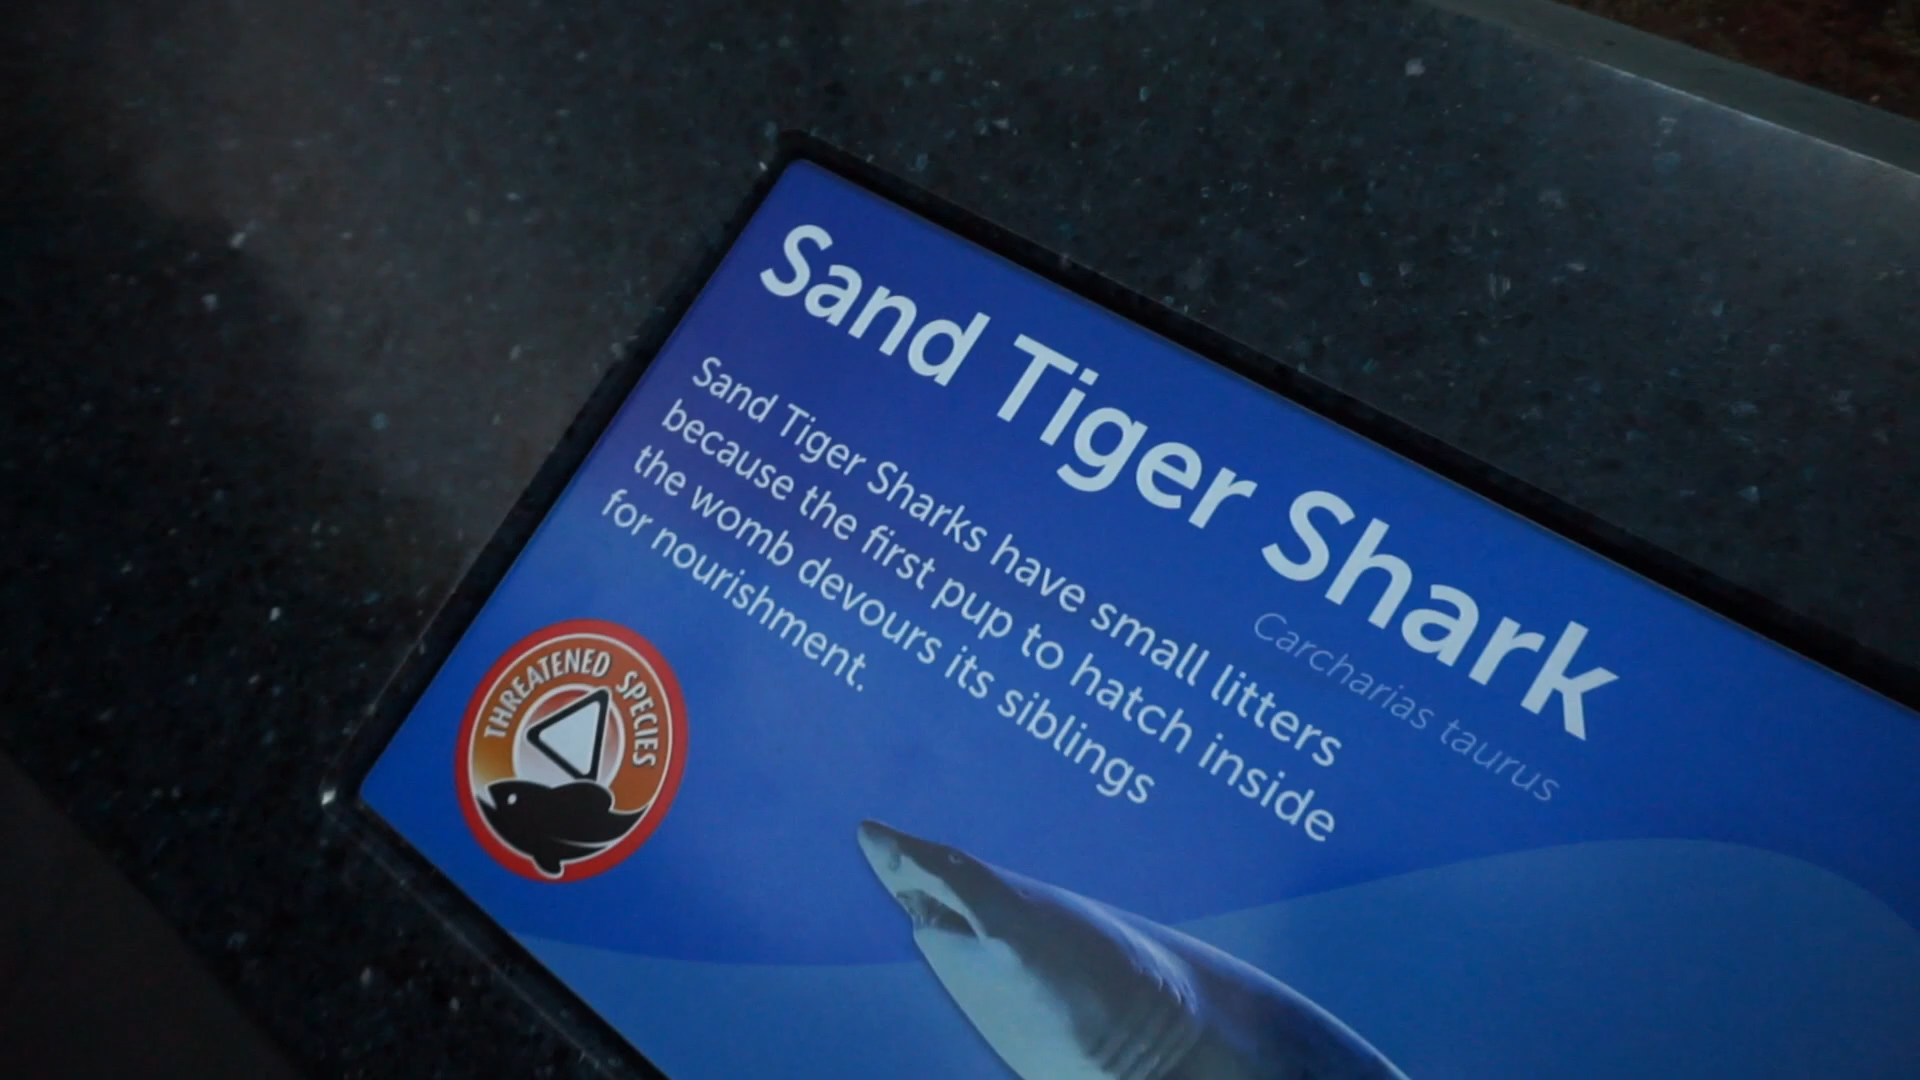 Sand Tiger Shark
Carcharias taurus
Sand Tiger Sharks have small litters
because the first pup to hatch inside
the womb devours its siblings
for nourishment.
THREATENED SPECIES